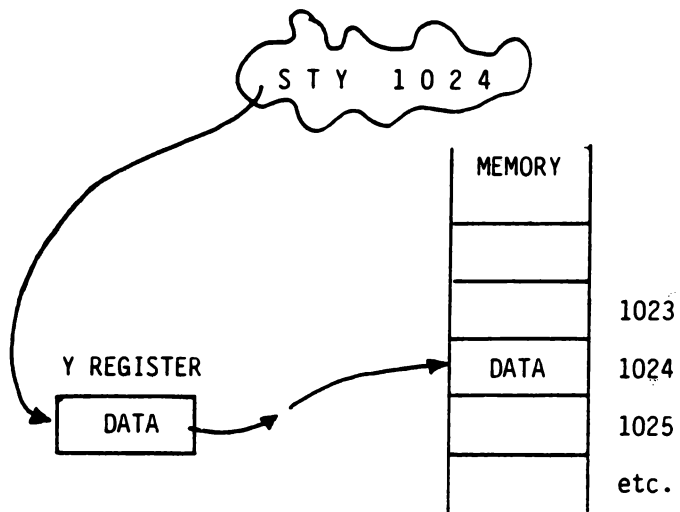 STY 1024
MEMORY
1023
Y REGISTER
DATA
1024
DATA
1025
etc.